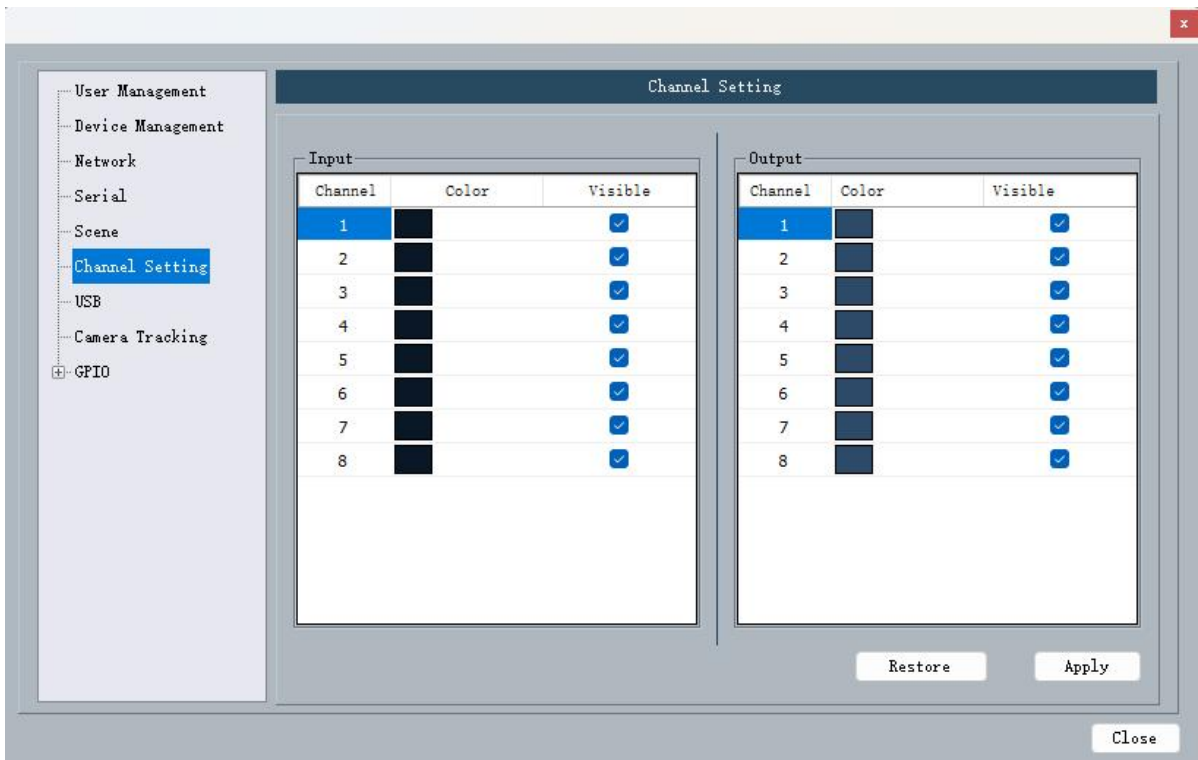 x
Channel Setting
User Management
Device Management
Network
Serial
Scene
Channel Setting
USB
Camera Tracking
GPIO
Input
Channel Color Visible
1
2
3
4
5
6
7
8
Output
Channel Color Visible
1
2
3
4
5
6
7
8
Restore Apply
Close